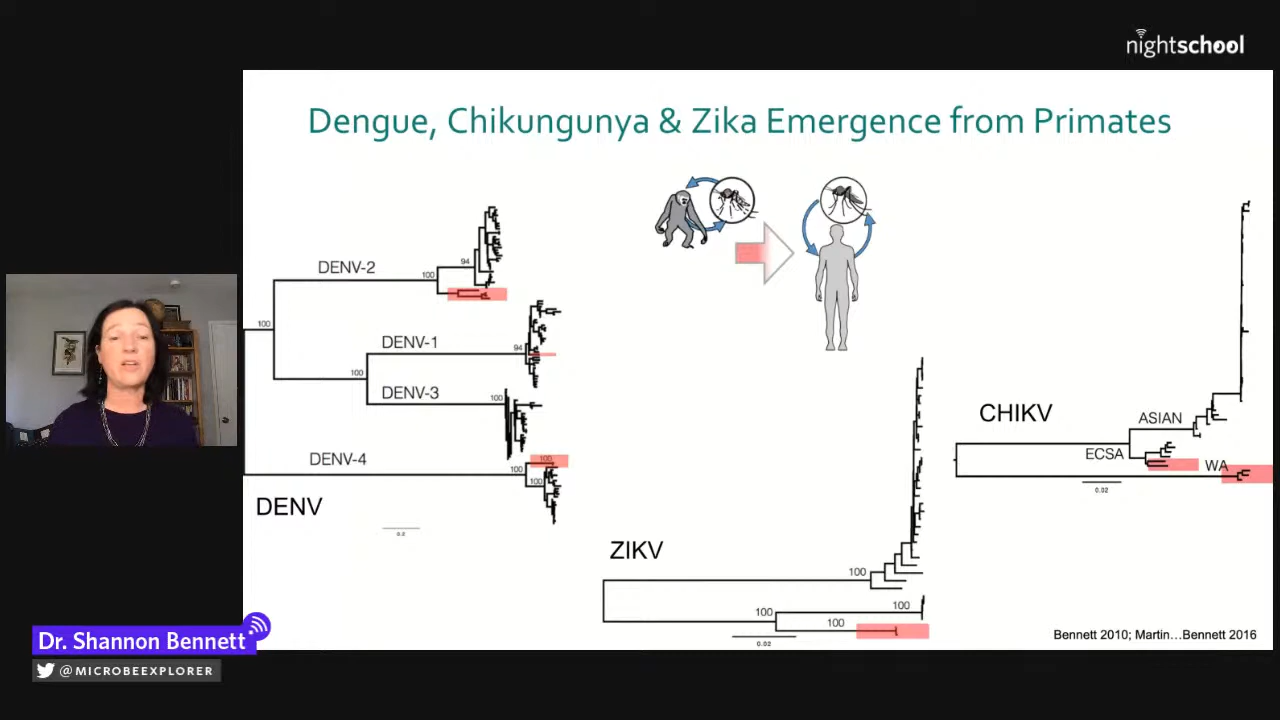 nightschool
Dengue, Chikungunya & Zika Emergence from Primates
DENV-2
94
100
100
DENV-1
94
100
DENV-3
100
DENV-4
100
100
100
DENV
0.2
ZIKV
100
100
100
100
0.02
CHIKV
ASIAN
ECSA
WA
0.02
Bennett 2010; Martin...Bennett 2016
Dr. Shannon Bennett
@MICROBEEXPLORER